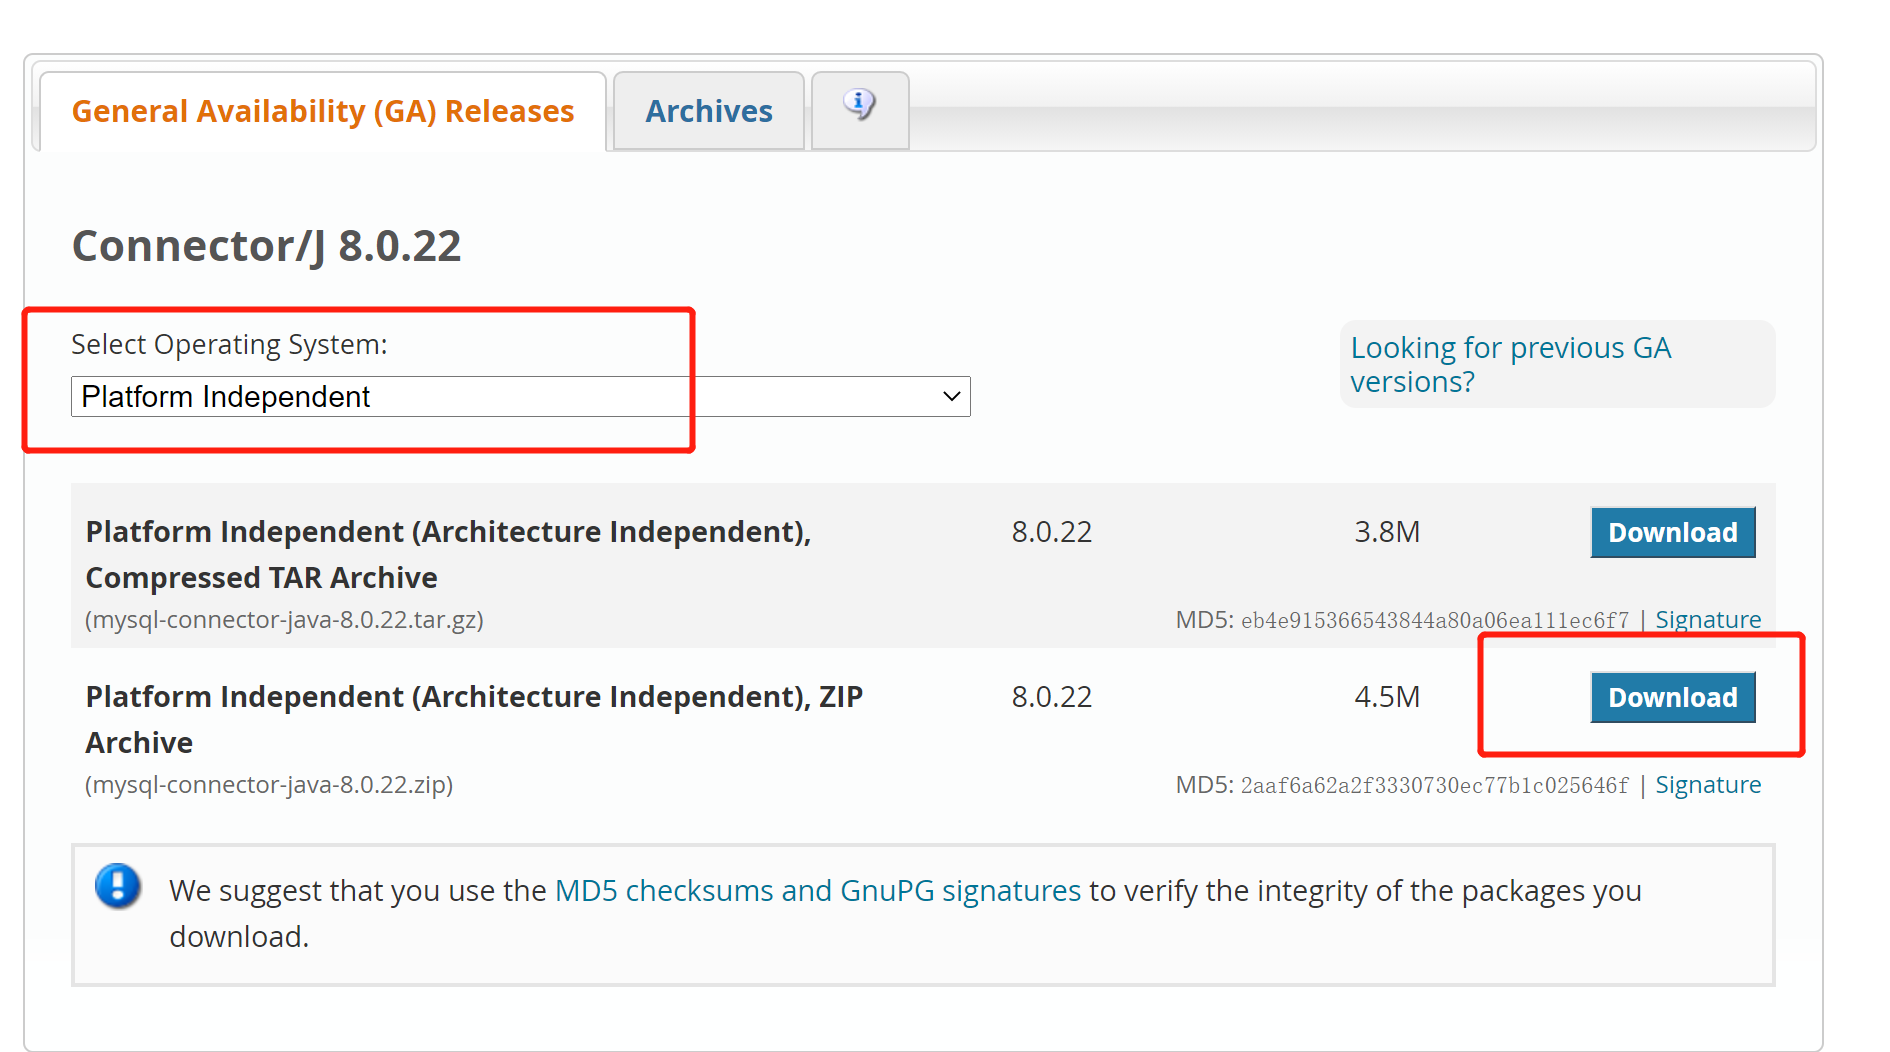 General Availability (GA) Releases
Archives
Connector/J 8.0.22
Select Operating System:
Platform Independent
Looking for previous GA
versions?
Platform Independent (Architecture Independent),
Compressed TAR Archive
8.0.22
3.8M
Download
(mysql-connector-java-8.0.22.tar.gz)
MD5: eb4e915366543844a80a06ea111ec6f7 | Signature
Platform Independent (Architecture Independent), ZIP
Archive
8.0.22
4.5M
Download
(mysql-connector-java-8.0.22.zip)
MD5: 2aaf6a62a2f3330730ec77b1c025646f | Signature
We suggest that you use the MD5 checksums and GnuPG signatures to verify the integrity of the packages you
download.